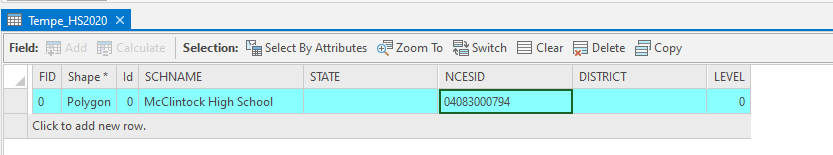 Tempe_HS2020 ×
Field: Add Calculate Selection: Select By Attributes Zoom To Switch Clear Delete Copy
FID Shape * Id SCHNAME STATE NCESID DISTRICT LEVEL
0 Polygon 0 McClintock High School 04083000794 0
Click to add new row.